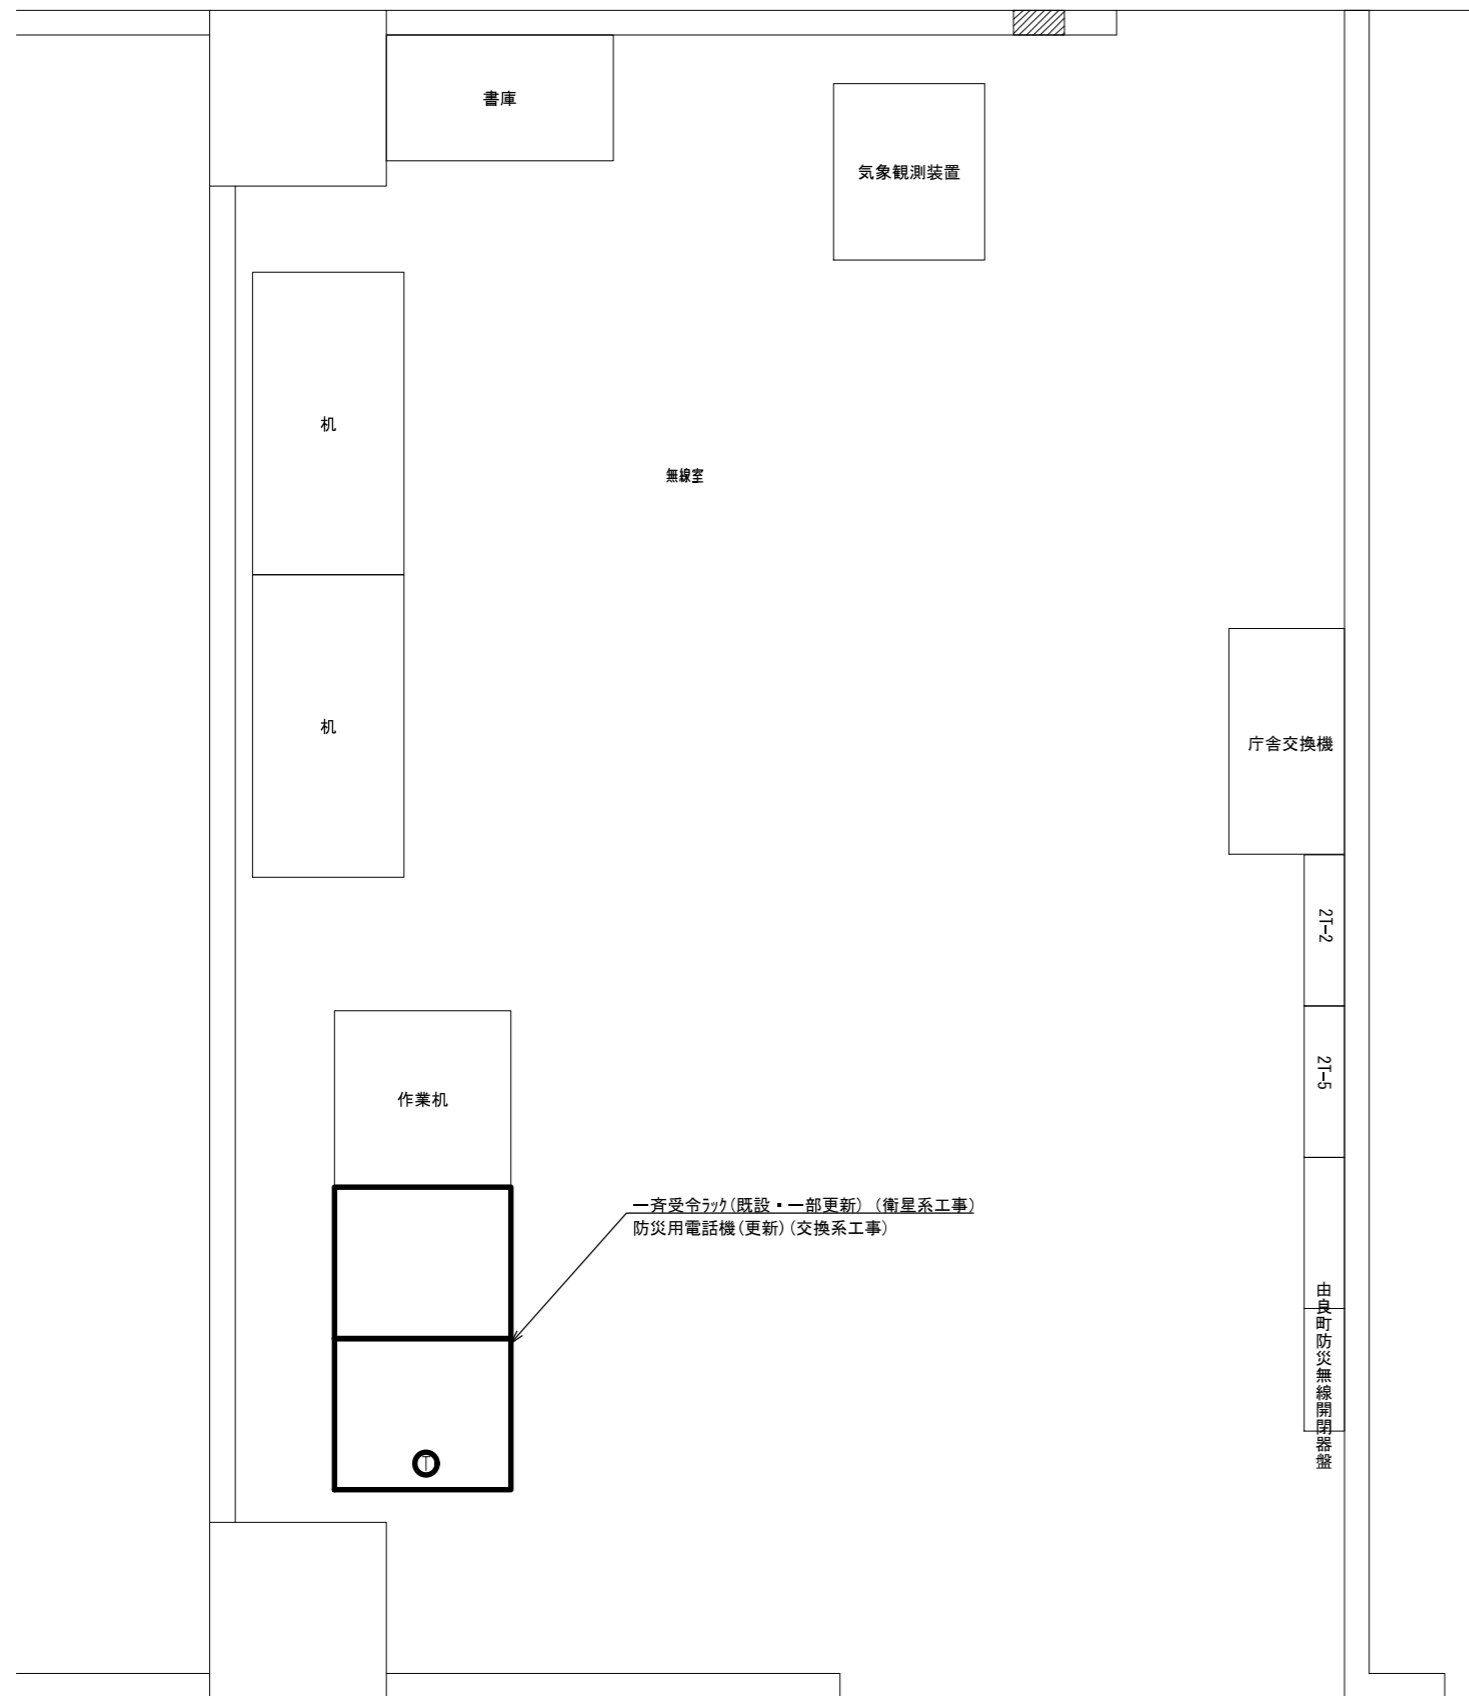 書庫
気象観測装置
机
無線室
机
庁舎交換機
2T-2
2T-5
作業机
一斉受令ﾗｯｸ(既設・一部更新) (衛星系工事)
防災用電話機(更新)(交換系工事)
由良町防災無線開閉器盤
T